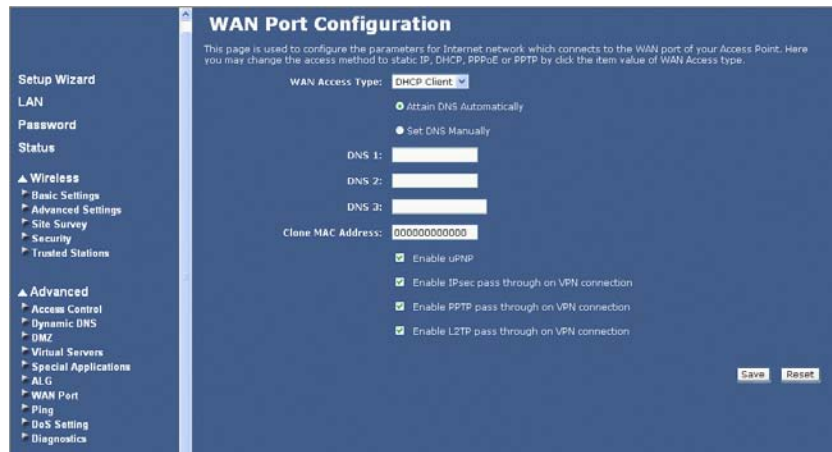 WAN Port Configuration
This page is used to configure the parameters for Internet network which connects to the WAN port of your Access Point. Here
you may change the access method to static IP, DHCP, PPPoE or PPTP by click the item value of WAN Access type.
WAN Access Type: DHCP Client
Attain DNS Automatically
Set DNS Manually
DNS 1:
DNS 2:
DNS 3:
Clone MAC Address: 000000000000
Enable uPNP
Enable IPsec pass through on VPN connection
Enable PPTP pass through on VPN connection
Enable L2TP pass through on VPN connection
Save Reset
Setup Wizard
LAN
Password
Status
Wireless
Basic Settings
Advanced Settings
Site Survey
Security
Trusted Stations
Advanced
Access Control
Dynamic DNS
DMZ
Virtual Servers
Special Applications
ALG
WAN Port
Ping
DoS Setting
Diagnostics